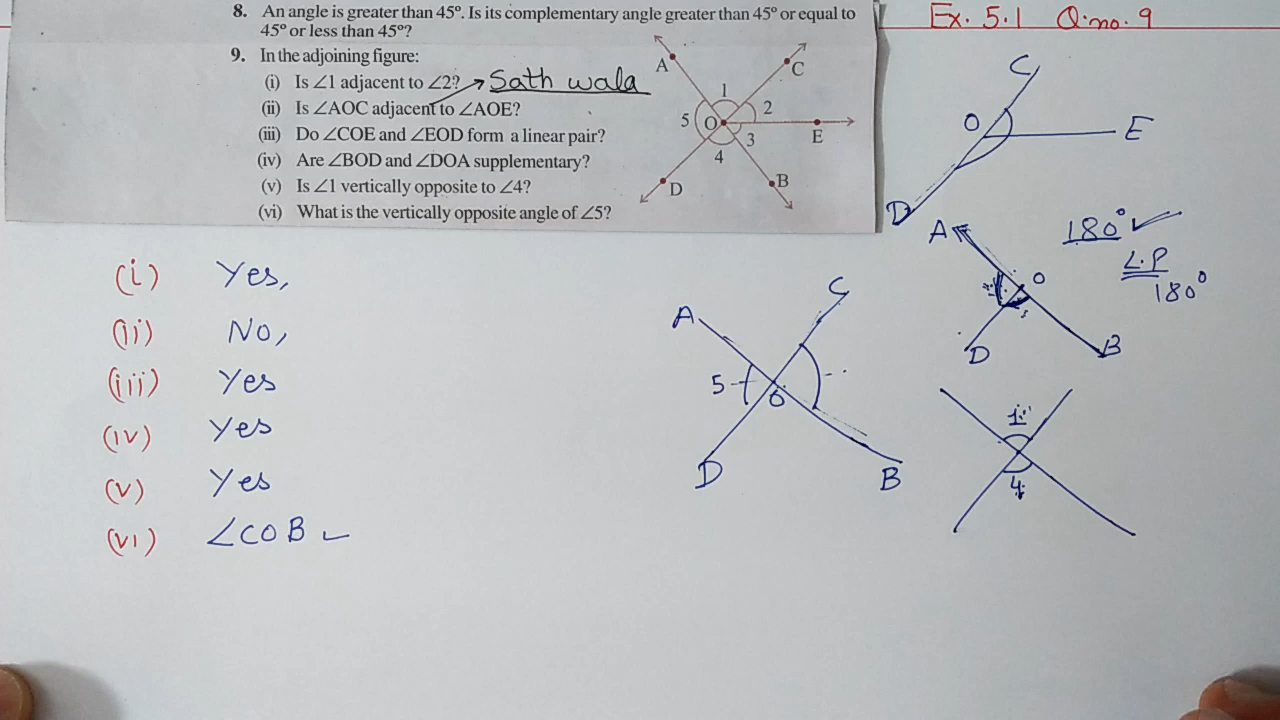 8. An angle is greater than 45º. Is its complementary angle greater than 45º or equal to
45º or less than 45º?
Ex. 5.1 Q.no. 9
9. In the adjoining figure:
(i) Is ∠1 adjacent to ∠2? → Sath wala
(ii) Is ∠AOC adjacent to ∠AOE?
(iii) Do ∠COE and ∠EOD form a linear pair?
(iv) Are ∠BOD and ∠DOA supplementary?
(v) Is ∠1 vertically opposite to ∠4?
(vi) What is the vertically opposite angle of ∠5?
A
C
1
2
5
O
3
E
4
D
B
C
O
E
D
A
O
D
B
180°
L.P
180°
(i) Yes,
(ii) No,
(iii) Yes
(iv) Yes
(v) Yes
(vi) ∠COB
A
C
5
O
D
B
1
4